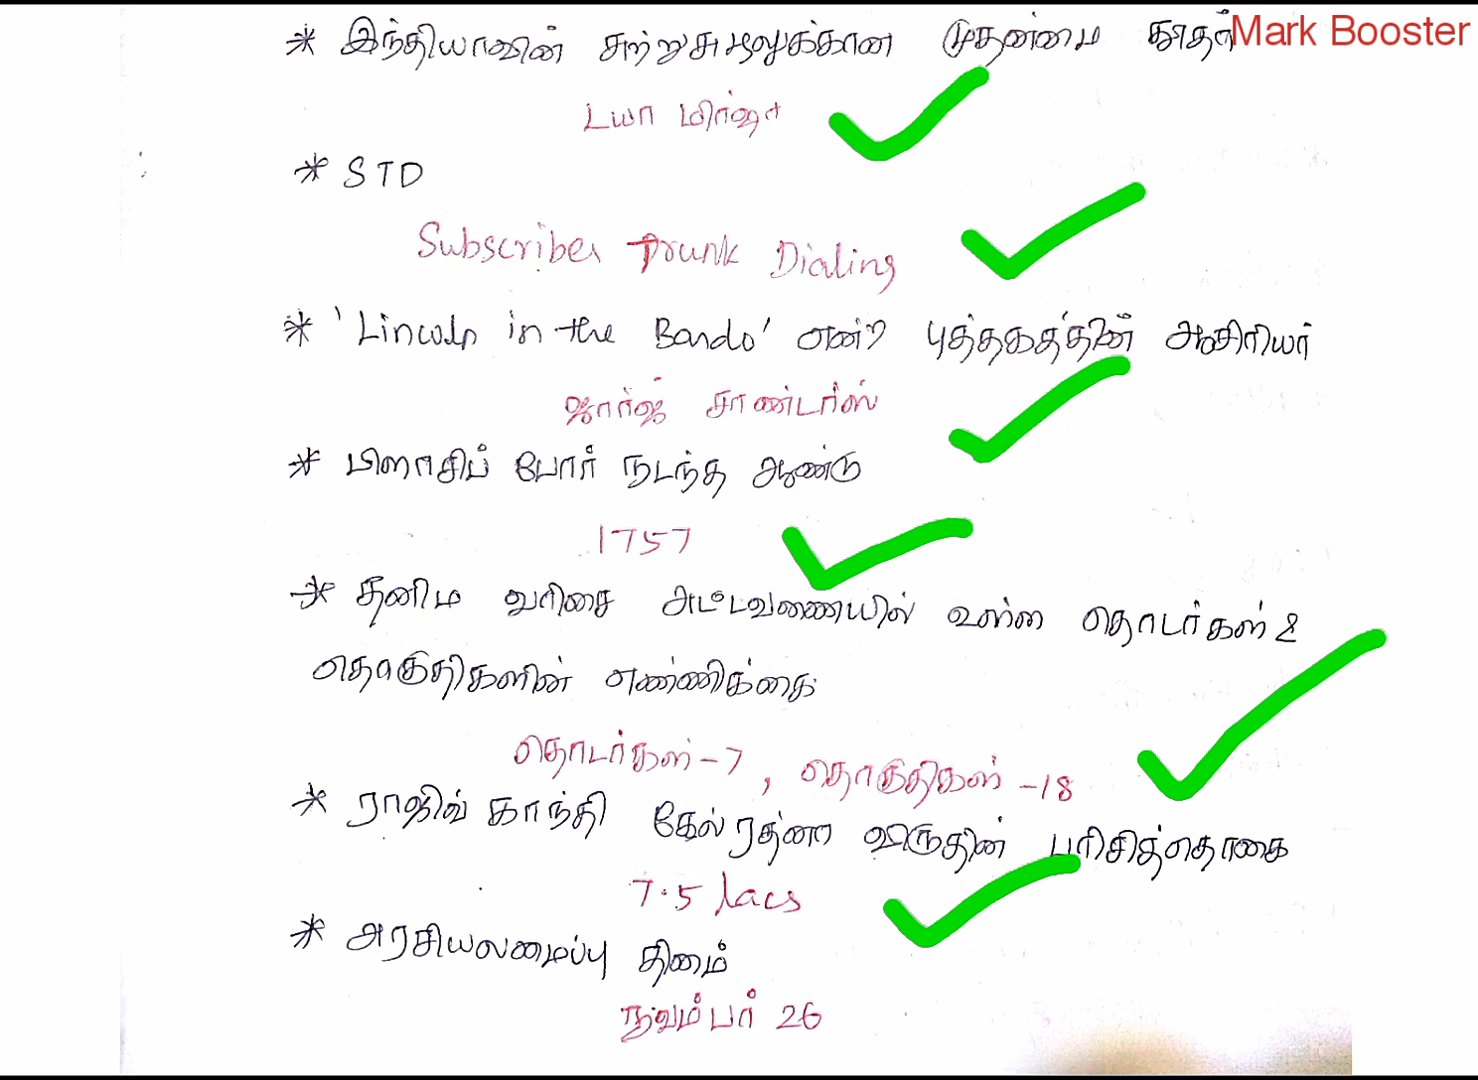 * இந்தியாவின் சுற்றுசுழலுக்கான முதன்மை தூதர்
Mark Booster
டயா மிர்ஷா
* STD
Subscriber Trunk Dialing
* 'Lincoln in the Bardo' என்ற புத்தகத்தின் ஆசிரியர்
ஜார்ஜ் சாண்டர்ஸ்
* பிளாசிப் போர் நடந்த ஆண்டு
1757
* தனிம வரிசை அட்டவணையில் உள்ள தொடர்கள் &
தொகுதிகளின் எண்ணிக்கை
தொடர்கள் - 7, தொகுதிகள் - 18
* ராஜிவ் காந்தி கேல் ரத்னா விருதின் பரிசித்தொகை
7.5 lacs
* அரசியலமைப்பு தினம்
நவம்பர் 26